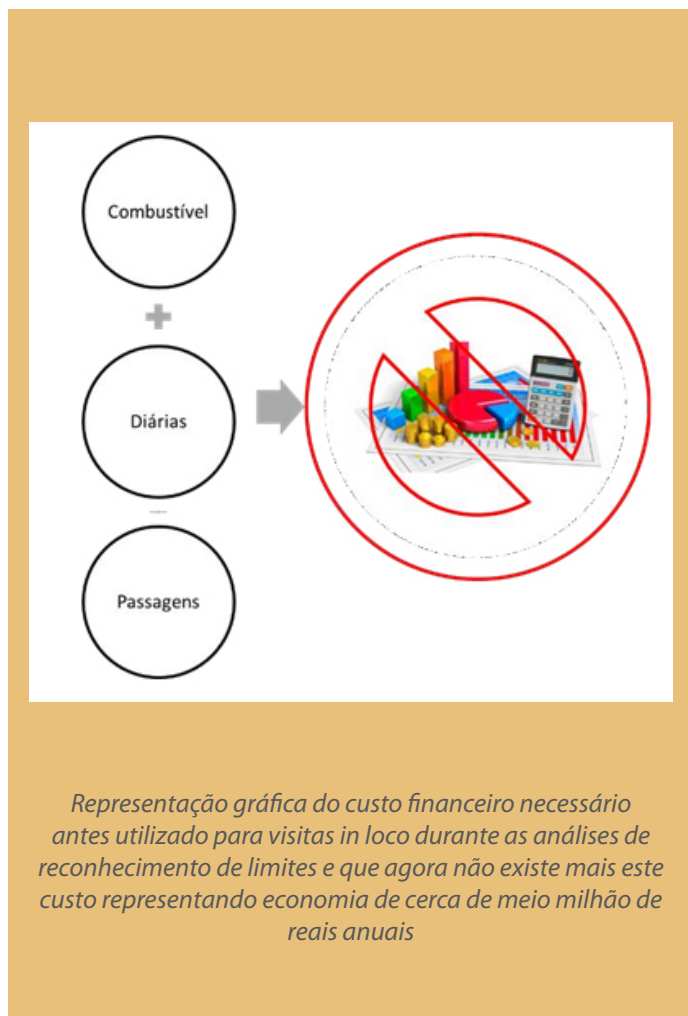 Combustível
Diárias
Passagens
Representação gráfica do custo financeiro necessário
antes utilizado para visitas in loco durante as análises de
reconhecimento de limites e que agora não existe mais este
custo representando economia de cerca de meio milhão de
reais anuais